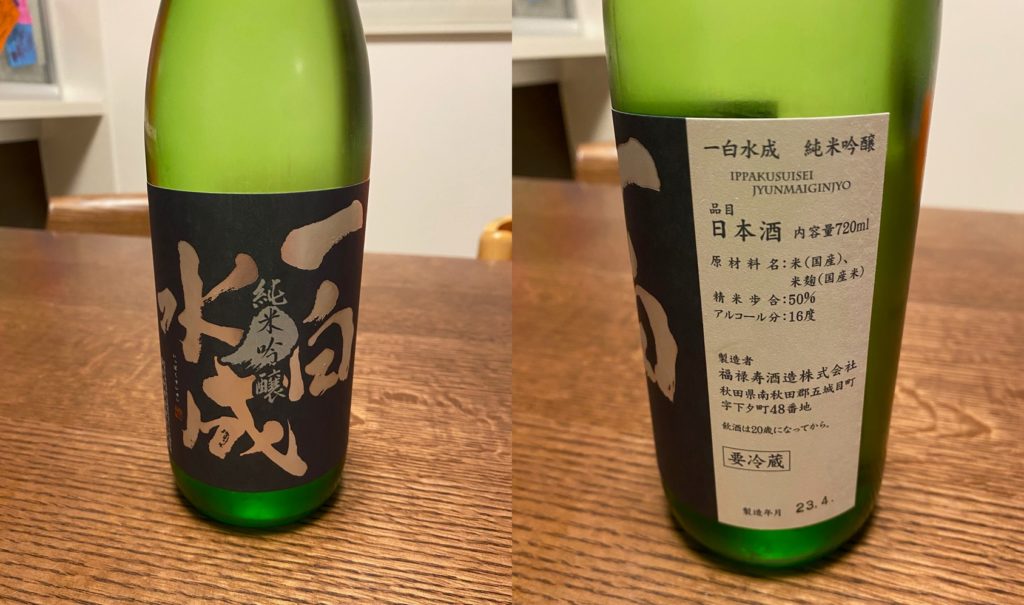 一白
水成
純米吟醸
一白水成 純米吟醸
IPPAKUSUISEI
JYUNMAIGINJYO
品目
日本酒 内容量720ml
原材料名:米(国産)、
米麹(国産米)
精米歩合:50%
アルコール分:16度
製造者
福禄寿酒造株式会社
秋田県南秋田郡五城目町
字下タ町48番地
飲酒は20歳になってから。
要冷蔵
製造年月 23.4.